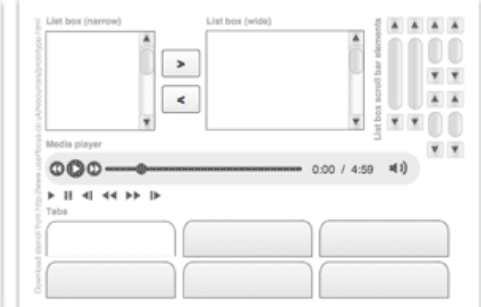 List box (narrow)
List box (wide)
List box scroll bar elements
>
<
Media player
0:00 / 4:59
Tabs
Download stencil from http://www.userfocus.co.uk/resources/prototype.html